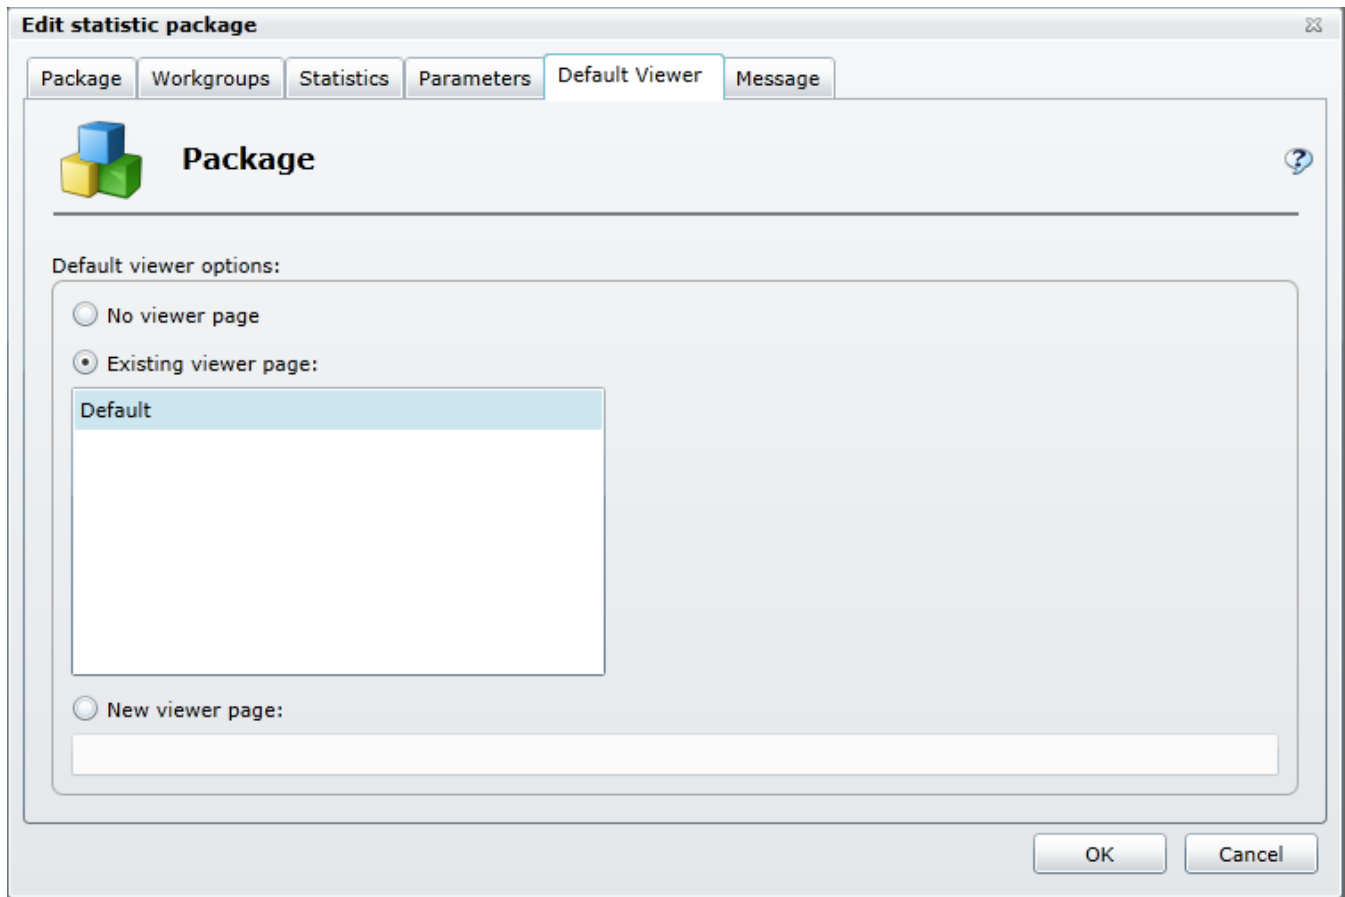 Edit statistic package
Package Workgroups Statistics Parameters Default Viewer Message
Package
Default viewer options:
No viewer page
Existing viewer page:
Default
New viewer page:
OK Cancel